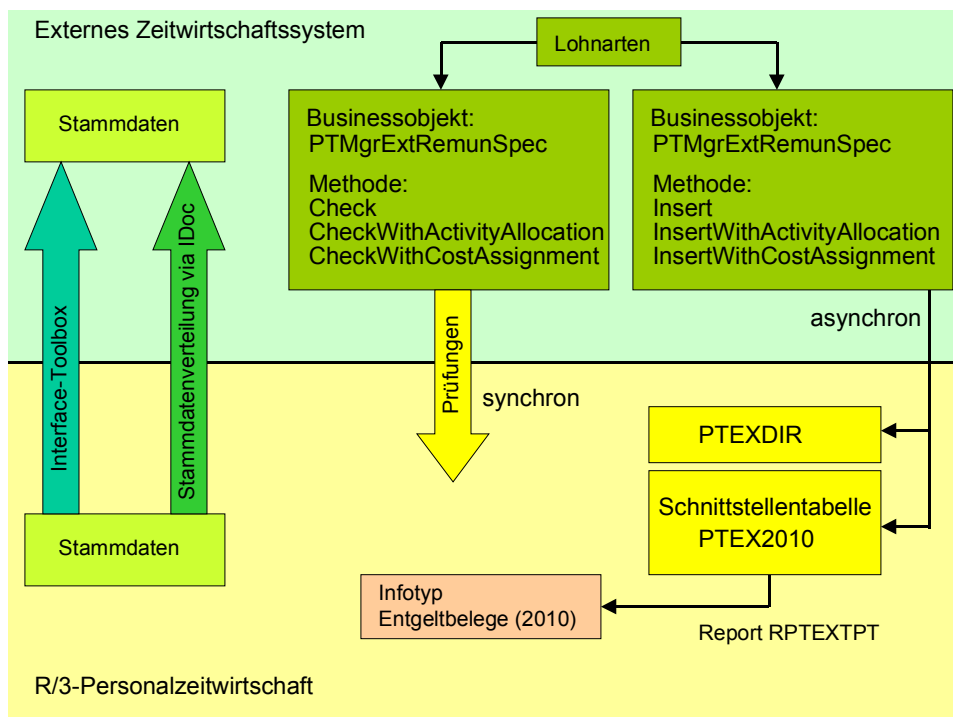 Externes Zeitwirtschaftssystem
Lohnarten
Stammdaten
Businessobjekt:
PTMgrExtRemunSpec
Methode:
Check
CheckWithActivityAllocation
CheckWithCostAssignment
Businessobjekt:
PTMgrExtRemunSpec
Methode:
Insert
InsertWithActivityAllocation
InsertWithCostAssignment
Interface-Toolbox
Stammdatenverteilung via IDoc
Prüfungen
synchron
asynchron
PTEXDIR
Schnittstellentabelle
PTEX2010
Stammdaten
Infotyp
Entgeltbelege (2010)
Report RPTEXTPT
R/3-Personalzeitwirtschaft